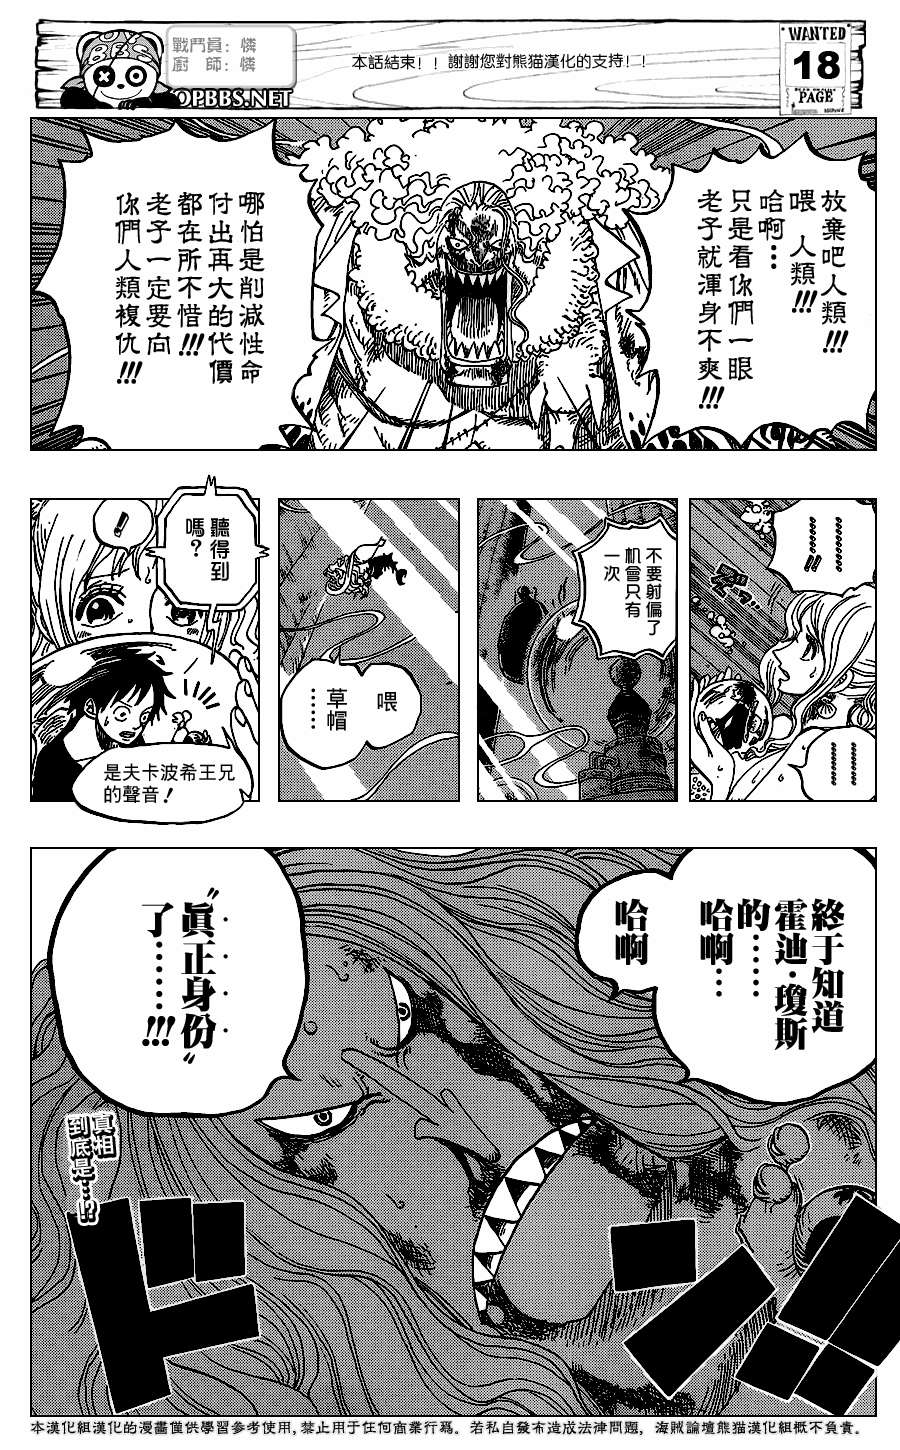 戰鬥員：憐
廚　師：憐
OPBBS.NET
本話結束！！謝謝您對熊猫漢化的支持！！
WANTED
18
PAGE
放棄吧人類!!!
喂 人類!!!
哈啊…
只是看你們一眼
老子就渾身不爽!!!
哪怕是削減性命
付出再大的代價
都在所不惜!!!
老子一定要向
你們人類複仇!!!
………!!
………
不要射偏了
机會只有
一次
喂
草帽
……
聽得到
嗎？
!
是夫卡波希王兄
的聲音！
終于知道
霍迪·瓊斯
的……
哈啊…
哈啊
〝真正身份〞
了……!!!
真相
到底是…!?
ドン
本漢化組漢化的漫畫僅供學習參考使用,禁止用于任何商業行爲。若私自發布造成法律問題，海賊論壇熊猫漢化組概不負責。